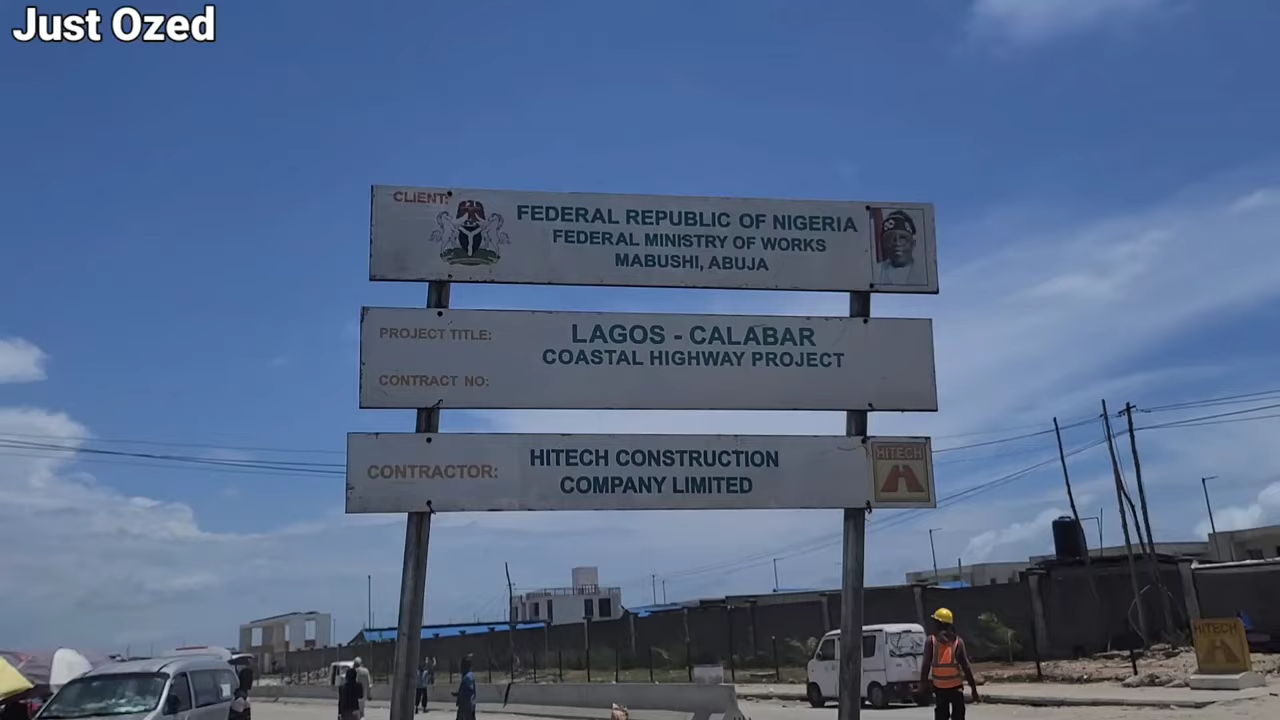 Just Ozed
CLIENT:
FEDERAL REPUBLIC OF NIGERIA
FEDERAL MINISTRY OF WORKS
MABUSHI, ABUJA
PROJECT TITLE:
LAGOS - CALABAR
COASTAL HIGHWAY PROJECT
CONTRACT NO:
CONTRACTOR:
HITECH CONSTRUCTION
COMPANY LIMITED
HITECH
HITECH